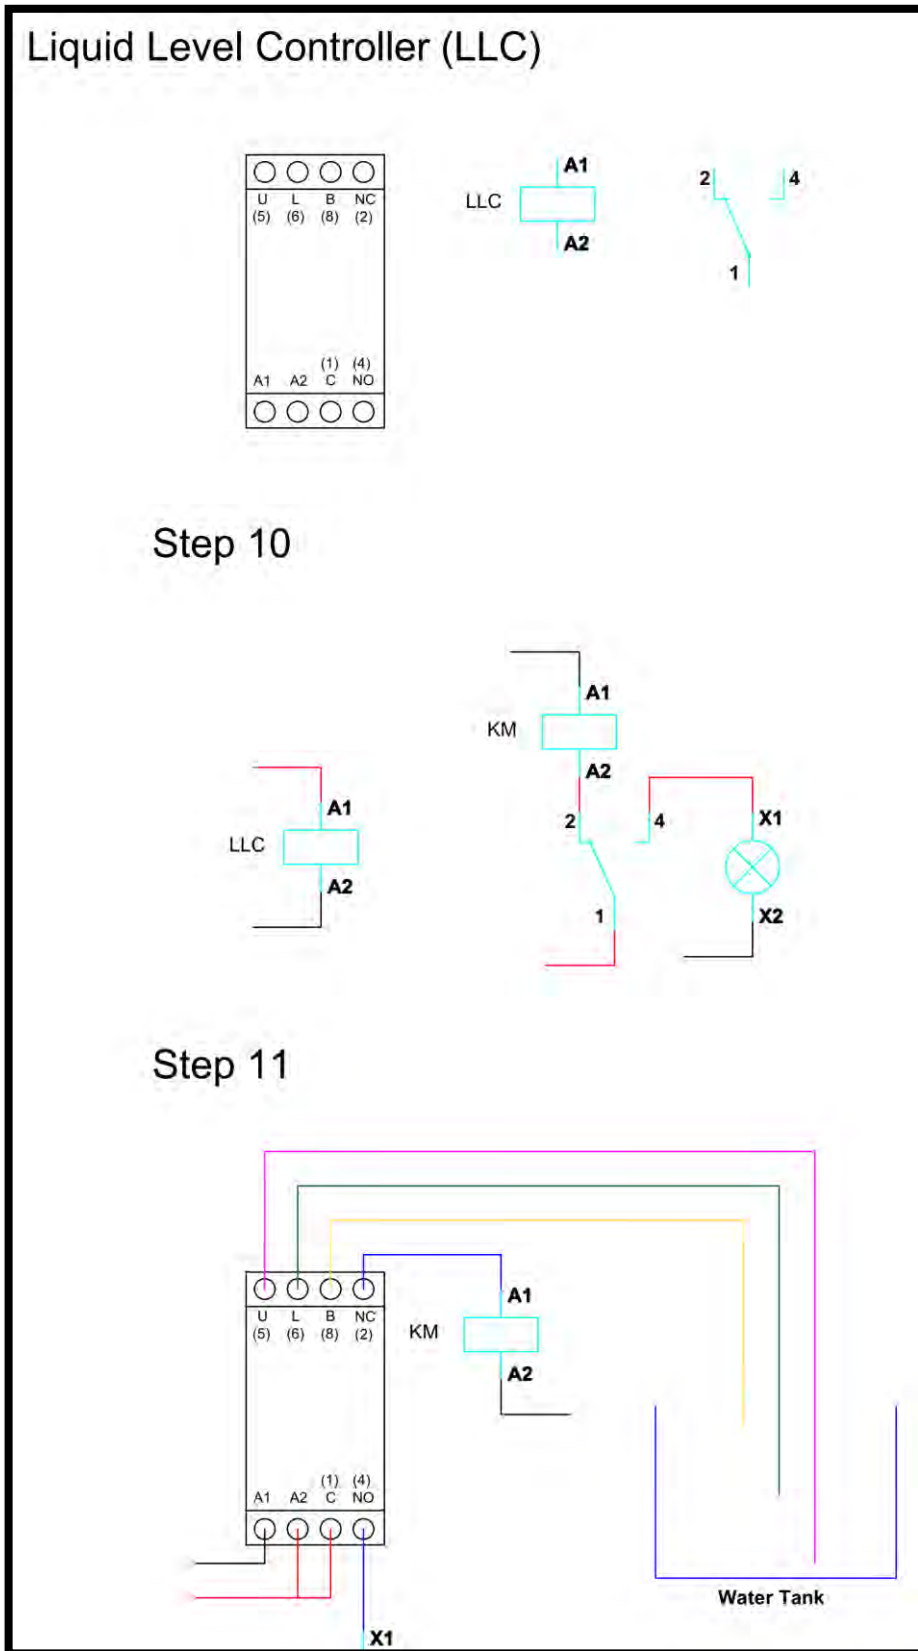 Liquid Level Controller (LLC)
U L B NC
(5) (6) (8) (2)
(1) (4)
A1 A2 C NO
LLC
A1
A2
2 4
1
Step 10
KM
A1
A2
LLC
A1
A2
2 4
1
X1
X2
Step 11
U L B NC
(5) (6) (8) (2)
KM
A1
A2
(1) (4)
A1 A2 C NO
Water Tank
X1